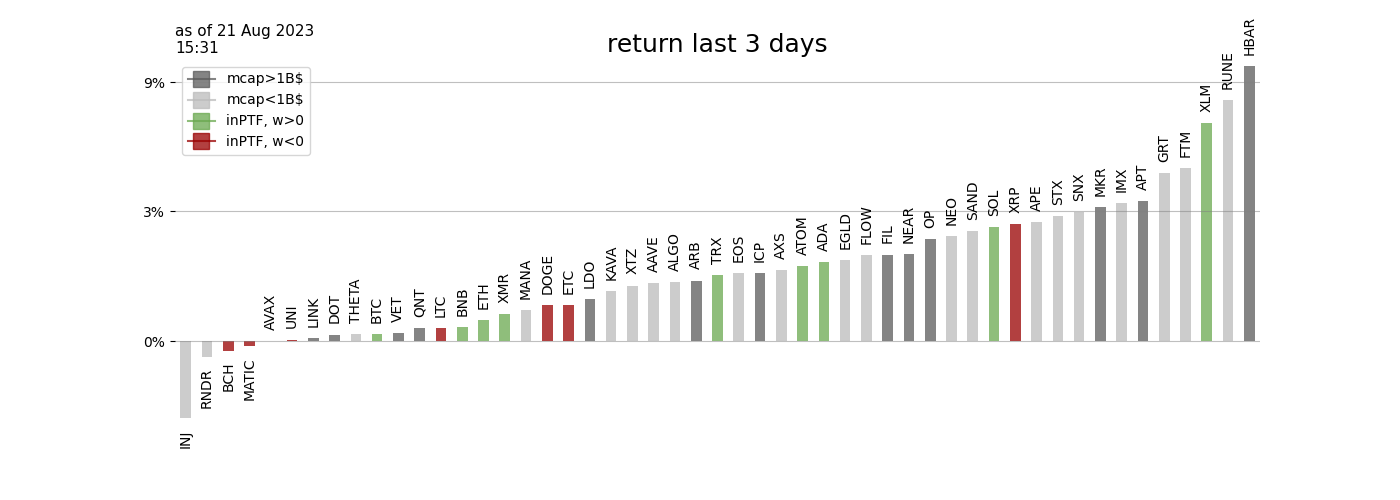 as of 21 Aug 2023
15:31
return last 3 days
mcap>1B$
mcap<1B$
inPTF, w>0
inPTF, w<0
9%
3%
0%
INJ
RNDR
BCH
MATIC
AVAX
UNI
LINK
DOT
THETA
BTC
VET
QNT
LTC
BNB
ETH
XMR
MANA
DOGE
ETC
LDO
KAVA
XTZ
AAVE
ALGO
ARB
TRX
EOS
ICP
AXS
ATOM
ADA
EGLD
FLOW
FIL
NEAR
OP
NEO
SAND
SOL
XRP
APE
STX
SNX
MKR
IMX
APT
GRT
FTM
XLM
RUNE
HBAR